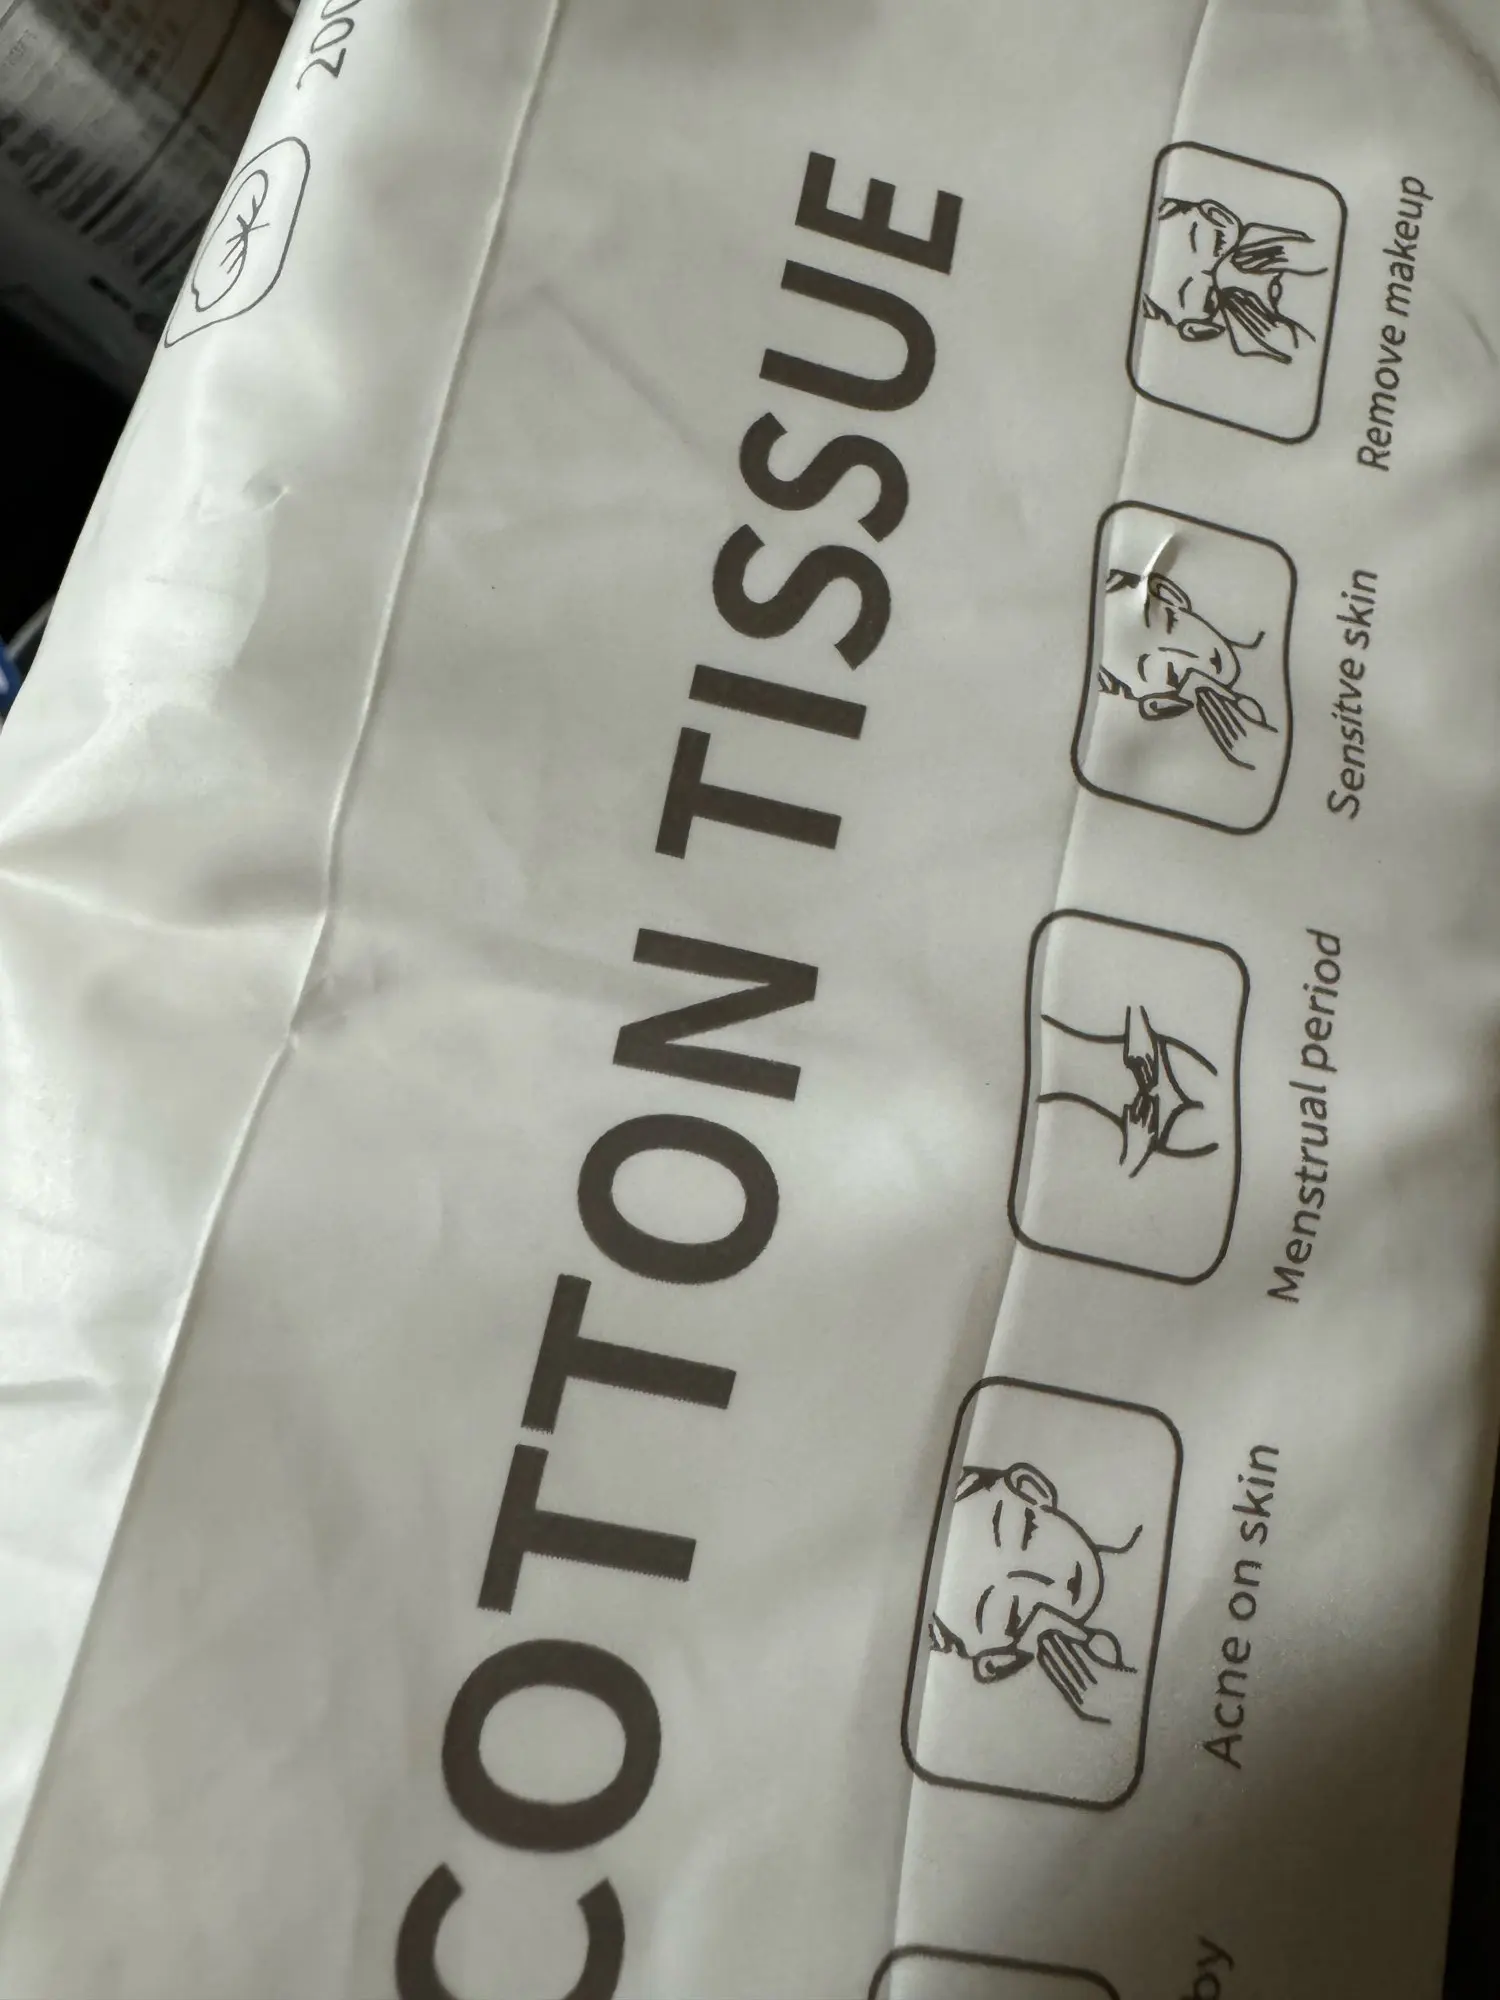 COTTON TISSUE
Acne on skin
Menstrual period
Sensitve skin
Remove makeup